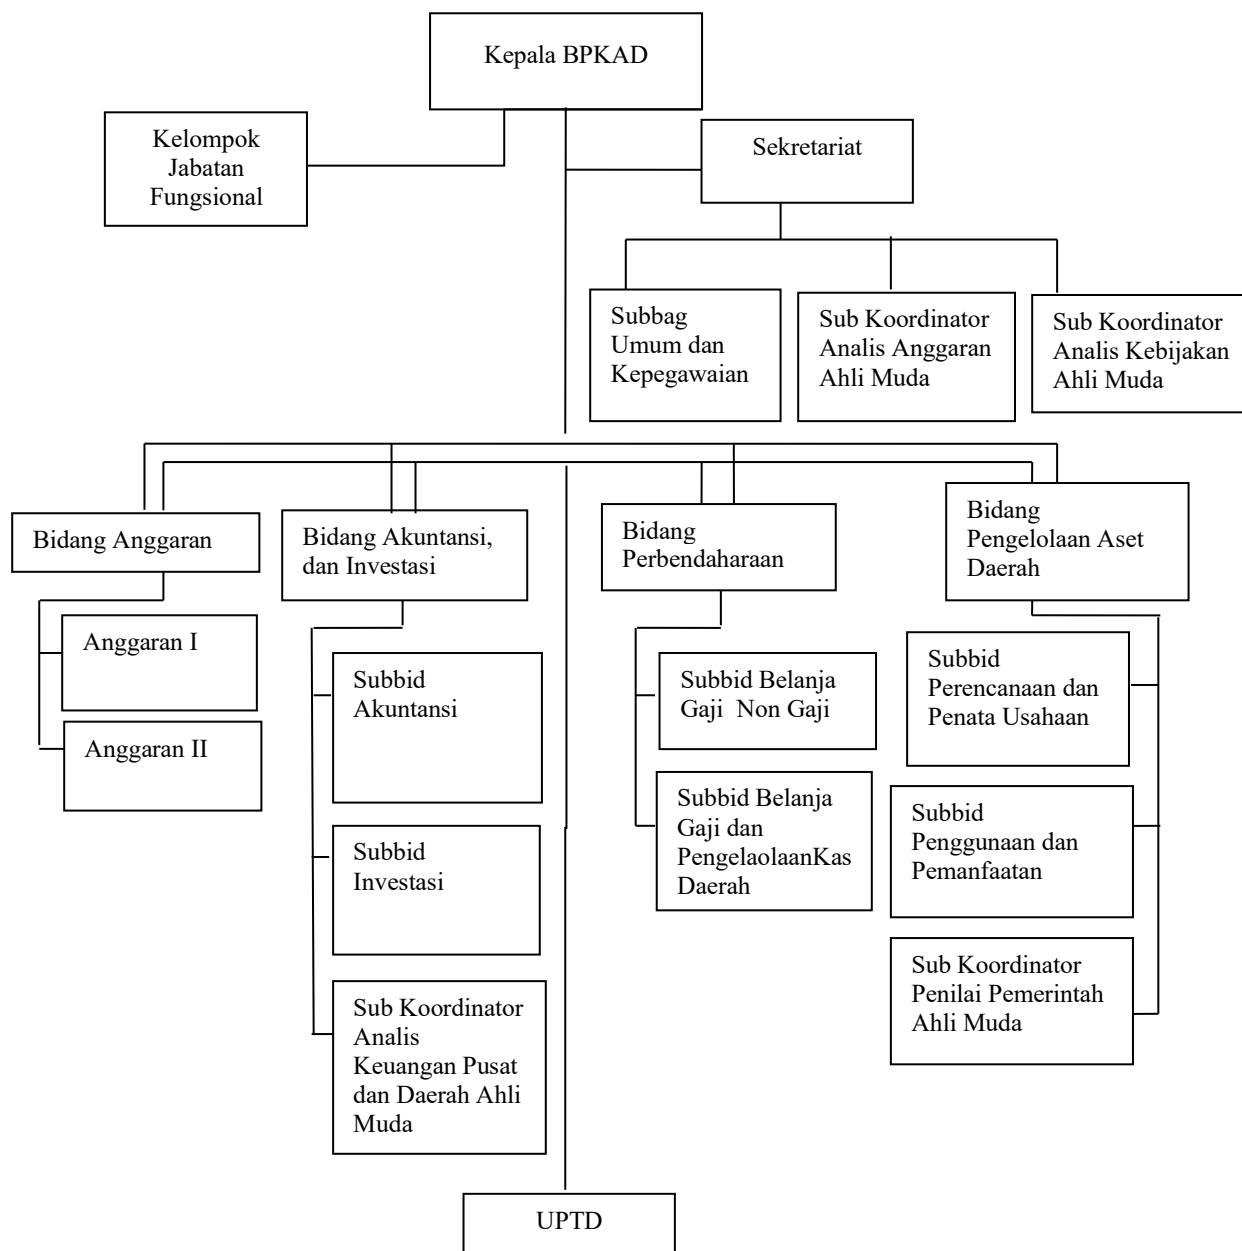 Kepala BPKAD
Kelompok
Jabatan
Fungsional
Sekretariat
Subbag
Umum dan
Kepegawaian
Sub Koordinator
Analis Anggaran
Ahli Muda
Sub Koordinator
Analis Kebijakan
Ahli Muda
Bidang Anggaran
Bidang Akuntansi,
dan Investasi
Bidang
Perbendaharaan
Bidang
Pengelolaan Aset
Daerah
Anggaran I
Anggaran II
Subbid
Akuntansi
Subbid
Investasi
Sub Koordinator
Analis
Keuangan Pusat
dan Daerah Ahli
Muda
Subbid Belanja
Gaji  Non Gaji
Subbid Belanja
Gaji dan
PengelaolaanKas
Daerah
Subbid
Perencanaan dan
Penata Usahaan
Subbid
Penggunaan dan
Pemanfaatan
Sub Koordinator
Penilai Pemerintah
Ahli Muda
UPTD